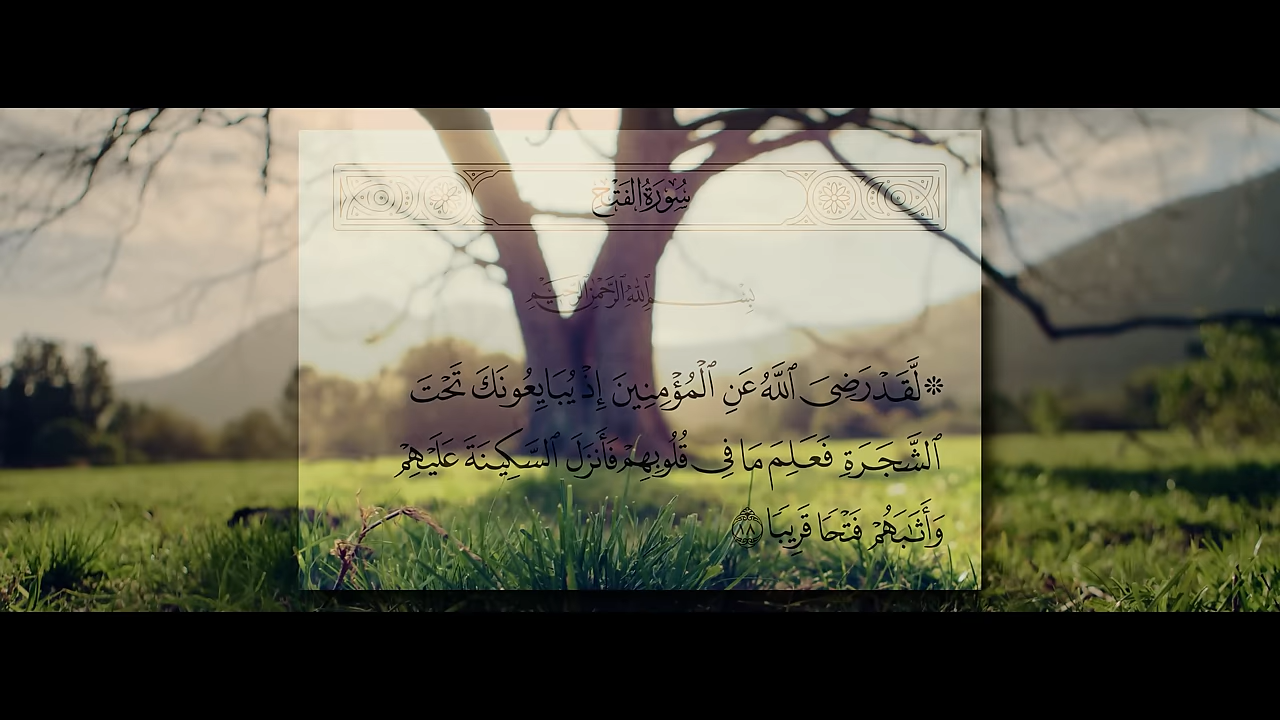 سُورَةُ الفَتْحِ
بِسْمِ ٱللَّهِ ٱلرَّحْمَٰنِ ٱلرَّحِيمِ
۞ لَّقَدْ رَضِىَ ٱللَّهُ عَنِ ٱلْمُؤْمِنِينَ إِذْ يُبَايِعُونَكَ تَحْتَ
ٱلشَّجَرَةِ فَعَلِمَ مَا فِى قُلُوبِهِمْ فَأَنزَلَ ٱلسَّكِينَةَ عَلَيْهِمْ
وَأَثَٰبَهُمْ فَتْحًا قَرِيبًا ١٨